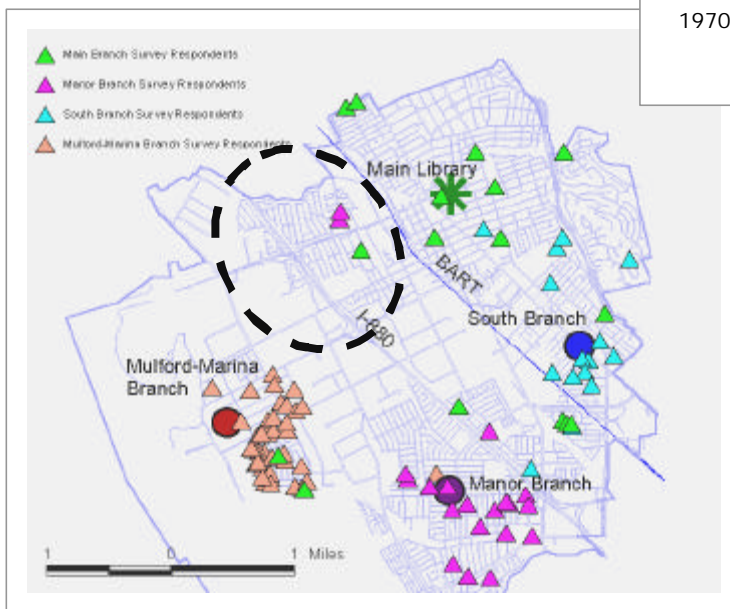 1970
Main Branch Survey Respondents
Manor Branch Survey Respondents
South Branch Survey Respondents
Mulford-Marina Branch Survey Respondents
Main Library
BART
I-880
South Branch
Mulford-Marina
Branch
Manor Branch
1 0 1 Miles